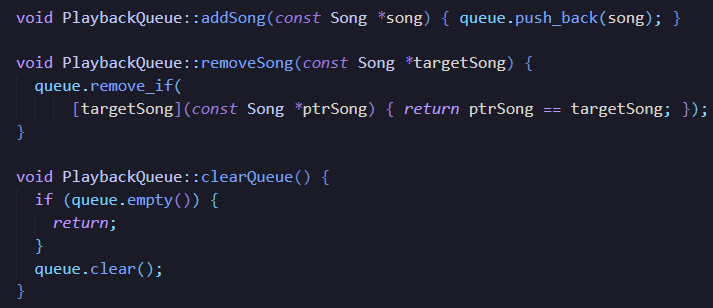 void PlaybackQueue::addSong(const Song *song) { queue.push_back(song); }
void PlaybackQueue::removeSong(const Song *targetSong) {
queue.remove_if(
[targetSong](const Song *ptrSong) { return ptrSong == targetSong; });
}
void PlaybackQueue::clearQueue() {
if (queue.empty()) {
return;
}
queue.clear();
}